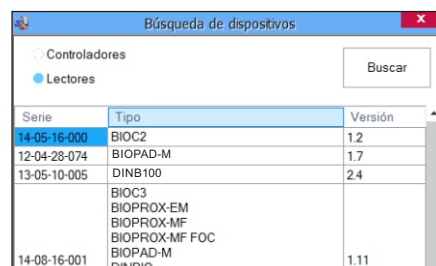 Búsqueda de dispositivos
x
Controladores
Lectores
Buscar
Serie Tipo Versión
14-05-16-000 BIOC2 1.2
12-04-28-074 BIOPAD-M 1.7
13-05-10-005 DINB100 2.4
BIOC3
BIOPROX-EM
BIOPROX-MF
BIOPROX-MF FOC
BIOPAD-M
14-08-16-001 1.11
DINBIO